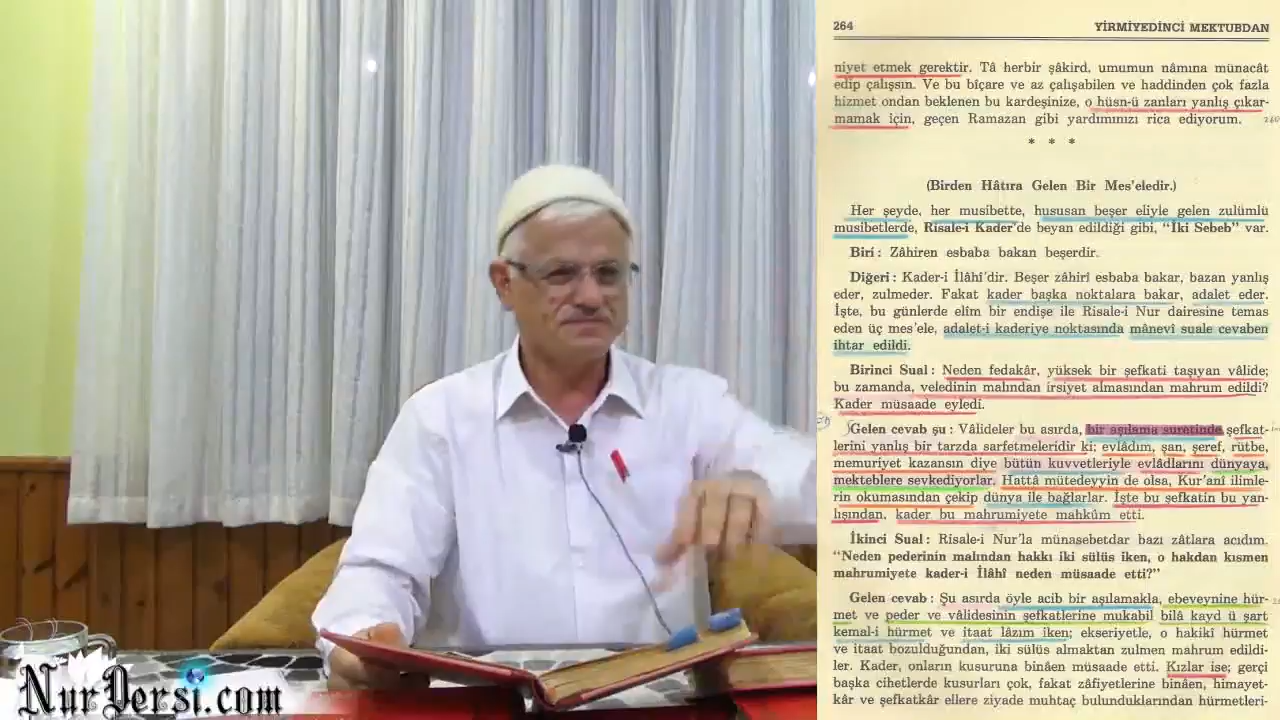 264 YİRMİYEDİNCİ MEKTUBDAN
niyet etmek gerektir. Tâ herbir şâkird, umumun nâmına münacât
edip çalışsın. Ve bu bîçare ve az çalışabilen ve haddinden çok fazla
hizmet ondan beklenen bu kardeşinize, o hüsn-ü zanları yanlış çıkar-
mamak için, geçen Ramazan gibi yardımınızı rica ediyorum.
* * *
(Birden Hâtıra Gelen Bir Mes'eledir.)
Her şeyde, her musibette, hususan beşer eliyle gelen zulümlü
musibetlerde, Risale-i Kader'de beyan edildiği gibi, "İki Sebeb" var.
Biri: Zâhiren esbaba bakan beşerdir.
Diğeri: Kader-i İlâhî'dir. Beşer zâhirî esbaba bakar, bazan yanlış
eder, zulmeder. Fakat kader başka noktalara bakar, adalet eder.
İşte, bu günlerde elîm bir endişe ile Risale-i Nur dairesine temas
eden üç mes'ele, adalet-i kaderiye noktasında mânevî suale cevaben
ihtar edildi.
Birinci Sual: Neden fedakâr, yüksek bir şefkati taşıyan vâlide;
bu zamanda, veledinin malından irsiyet almasından mahrum edildi?
Kader müsaade eyledi.
Gelen cevab şu: Vâlideler bu asırda, bir aşılama suretinde şefkat-
lerini yanlış bir tarzda sarfetmeleridir ki; evlâdım, şan, şeref, rütbe,
memuriyet kazansın diye bütün kuvvetleriyle evlâdlarını dünyaya,
mekteblere sevkediyorlar. Hattâ mütedeyyin de olsa, Kur'anî ilimle-
rin okumasından çekip dünya ile bağlarlar. İşte bu şefkatin bu yan-
lışından, kader bu mahrumiyete mahkûm etti.
İkinci Sual: Risale-i Nur'la münasebetdar bazı zâtlara acıdım.
"Neden pederinin malından hakkı iki sülüs iken, o hakdan kısmen
mahrumiyete kader-i İlâhî neden müsaade etti?"
Gelen cevab: Şu asırda öyle acib bir aşılamakla, ebeveynine hür-
met ve peder ve vâlidesinin şefkatlerine mukabil bilâ kayd ü şart
kemal-i hürmet ve itaat lâzım iken; ekseriyetle, o hakikî hürmet
ve itaat bozulduğundan, iki sülüs almaktan zulmen mahrum edildi-
ler. Kader, onların kusuruna binâen müsaade etti. Kızlar ise; gerçi
başka cihetlerde kusurları çok, fakat zâfiyetlerine binâen, himayet-
kâr ve şefkatkâr ellere ziyade muhtaç bulunduklarından hürmetleri-
NurDersi.com